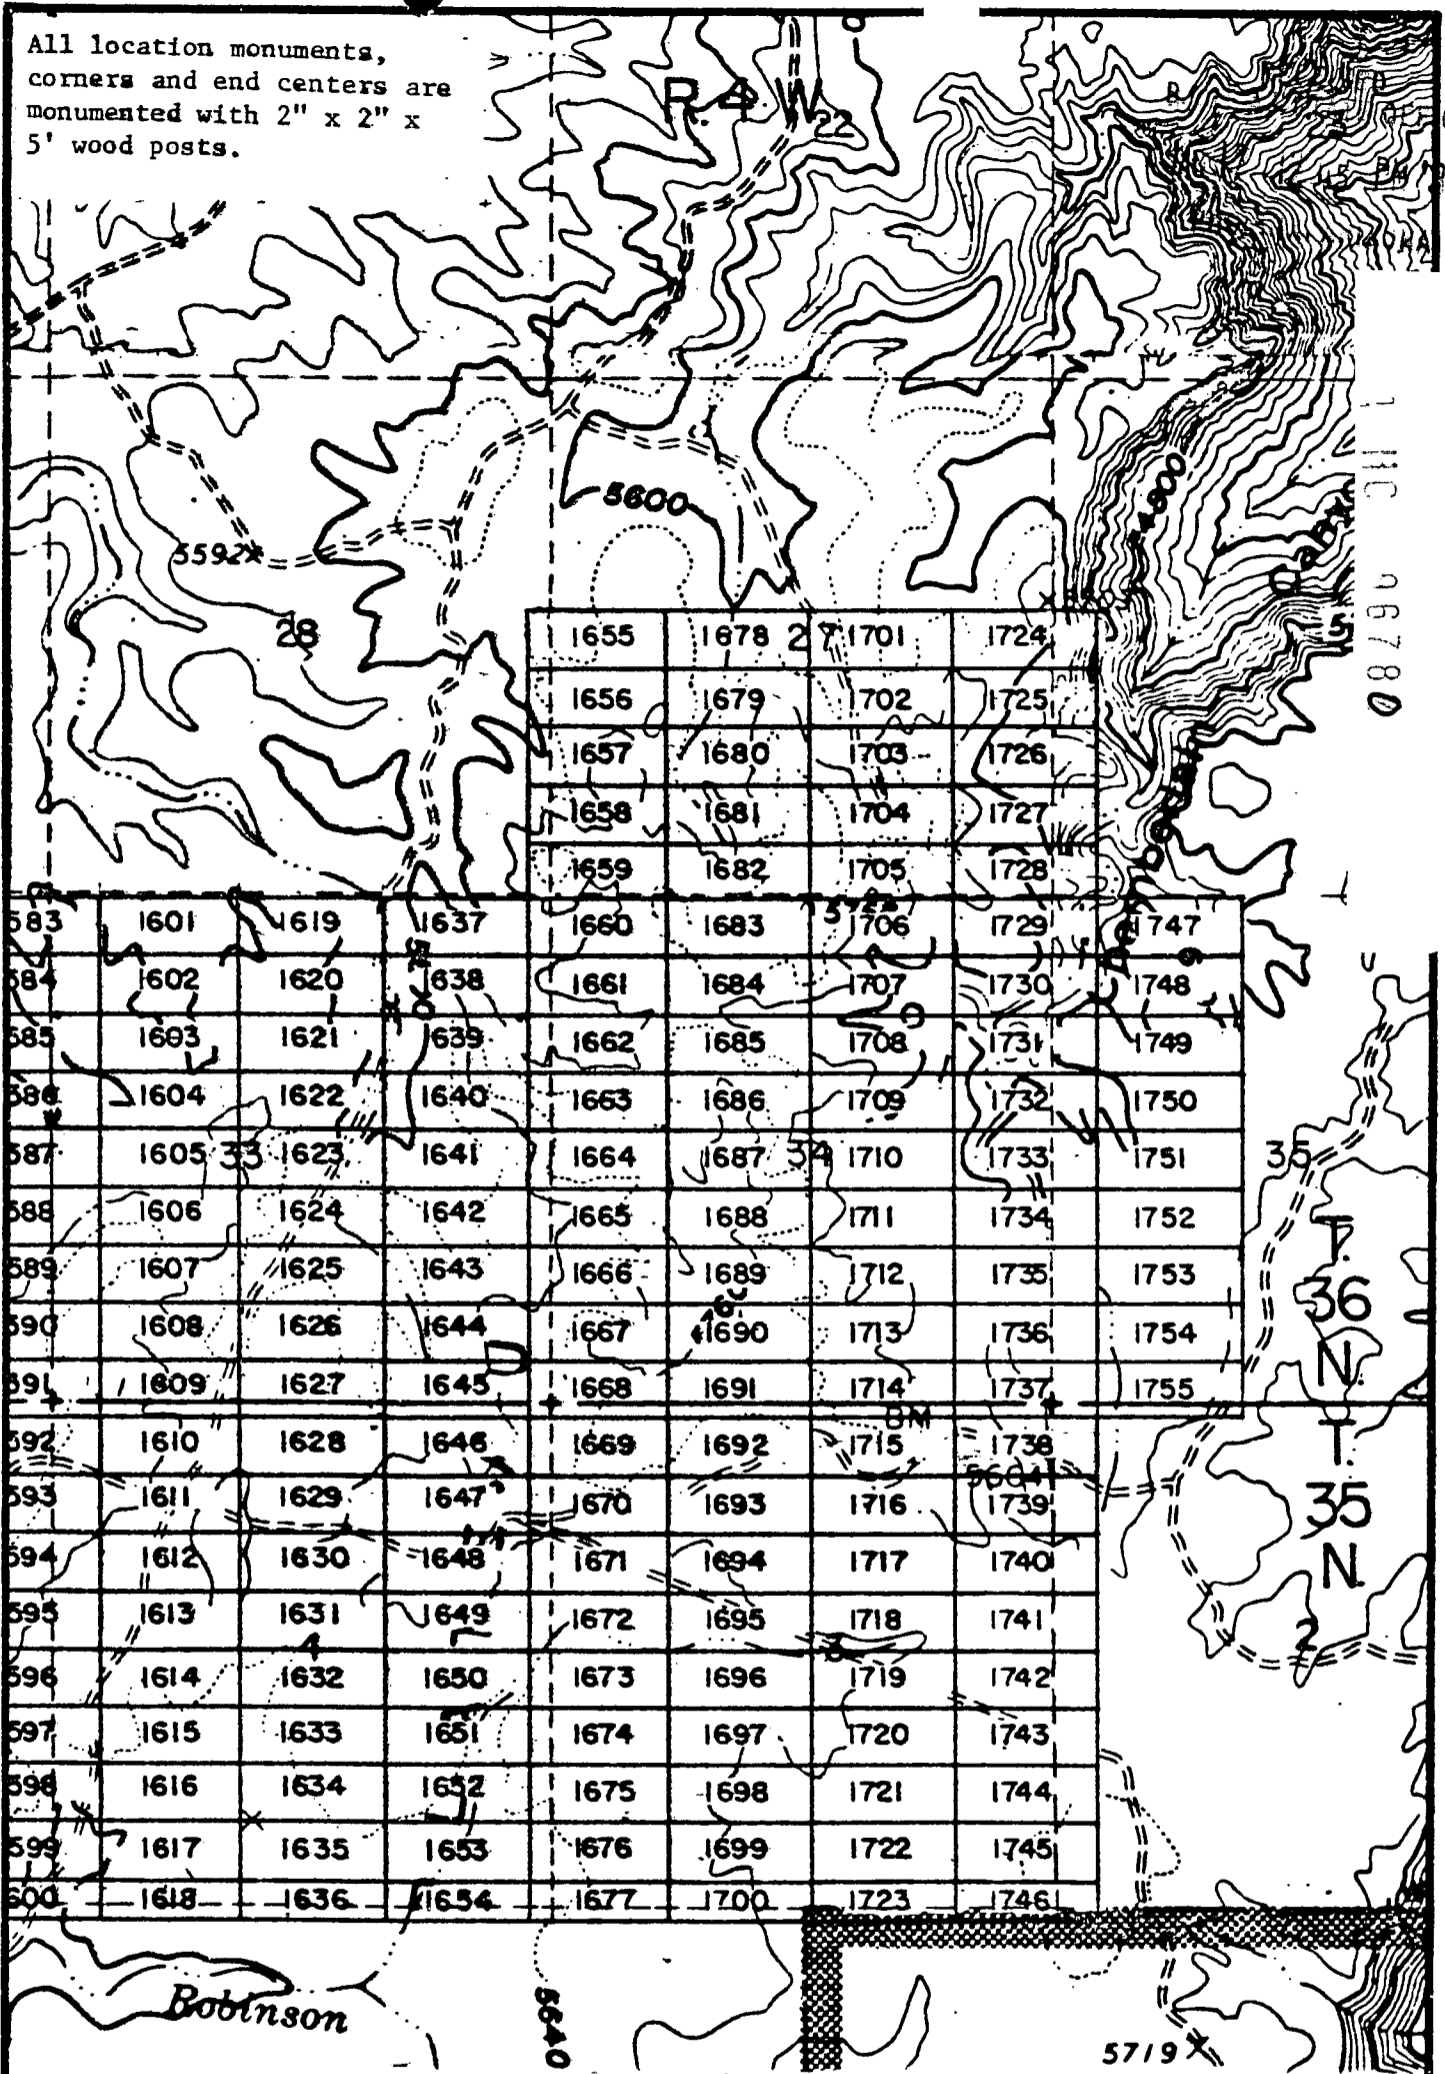 All location monuments,
corners and end centers are
monumented with 2" x 2" x
5' wood posts.
R. 4 W.
22
4800
5600
5592
28
5
1655 1678 27 1701 1724
1656 1679 1702 1725
1657 1680 1703 1726
1658 1681 1704 1727
1659 1682 1705 1728
583 1601 1619 1637 1660 1683 1706 1729 1747
584 1602 1620 1638 1661 1684 1707 1730 1748
585 1603 1621 1639 1662 1685 1708 1731 1749
586 1604 1622 1640 1663 1686 1709 1732 1750
587 1605 33 1623 1641 1664 1687 34 1710 1733 1751 35
588 1606 1624 1642 1665 1688 1711 1734 1752
589 1607 1625 1643 1666 1689 1712 1735 1753
590 1608 1626 1644 1667 1690 1713 1736 1754
591 1609 1627 1645 1668 1691 1714 1737 1755
T.
36
N.
BM
592 1610 1628 1646 1669 1692 1715 1738
5604
593 1611 1629 1647 1670 1693 1716 1739
594 1612 1630 1648 1671 1694 1717 1740
595 1613 1631 1649 1672 1695 1718 1741
4 3 2
596 1614 1632 1650 1673 1696 1719 1742
597 1615 1633 1651 1674 1697 1720 1743
598 1616 1634 1652 1675 1698 1721 1744
599 1617 1635 1653 1676 1699 1722 1745
600 1618 1636 1654 1677 1700 1723 1746
T.
35
N.
Robinson
5640
5719